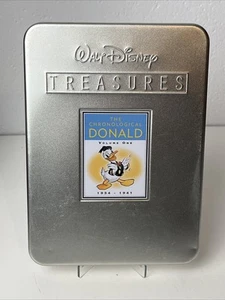 WALT DISNEY
TREASURES
THE
CHRONOLOGICAL
DONALD
VOLUME ONE
1934 - 1941